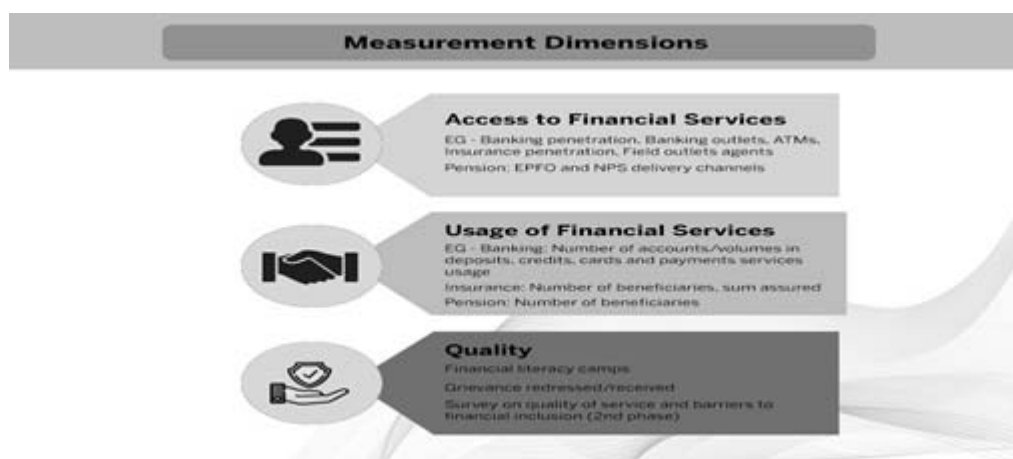 Measurement Dimensions
Access to Financial Services
EG - Banking penetration, Banking outlets, ATMs,
Insurance penetration, Field outlets agents
Pension: EPFO and NPS delivery channels
Usage of Financial Services
EG - Banking: Number of accounts/volumes in
deposits, credits, cards and payments services
usage
Insurance: Number of beneficiaries, sum assured
Pension: Number of beneficiaries
Quality
Financial literacy camps
Grievance redressed/received
Survey on quality of service and barriers to
financial inclusion (2nd phase)